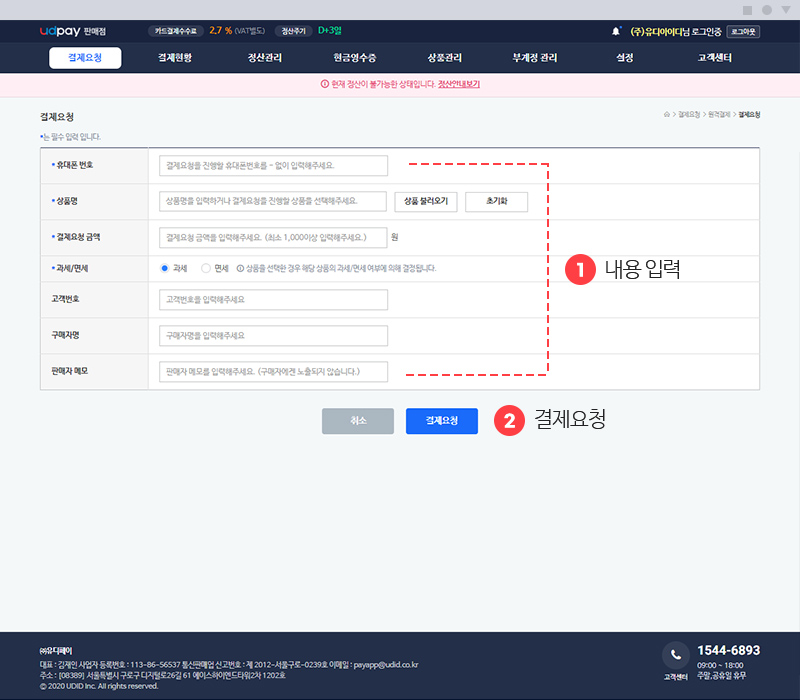 udpay 판매점 카드결제수수료 2.7 % (VAT별도) 정산주기 D+3일 (주)유디아이디님 로그인중 로그아웃
결제요청 결제현황 정산관리 현금영수증 상품관리 부계정 관리 설정 고객센터
현재 정산이 불가능한 상태입니다. 정산안내보기
결제요청
> 결제요청 > 원격결제 > 결제요청
*는 필수 입력 입니다.
* 휴대폰 번호 결제요청을 진행할 휴대폰번호를 - 없이 입력해주세요.
* 상품명 상품명을 입력하거나 결제요청을 진행할 상품을 선택해주세요. 상품 불러오기 초기화
* 결제요청 금액 결제요청 금액을 입력해주세요. (최소 1,000이상 입력해주세요.) 원
* 과세/면세 과세 면세 상품을 선택한 경우 해당 상품의 과세/면세 여부에 의해 결정됩니다.
고객번호 고객번호를 입력해주세요
구매자명 구매자명을 입력해주세요
판매자 메모 판매자 메모를 입력해주세요. (구매자에겐 노출되지 않습니다.)
1 내용 입력
취소 결제요청 2 결제요청
㈜유디페이
대표 : 김재인 사업자 등록번호 : 113-86-56537 통신판매업 신고번호 : 제 2012-서울구로-0239호 이메일 : payapp@udid.co.kr
주소 : [08389] 서울특별시 구로구 디지털로26길 61 에이스하이엔드타워2차 1202호
© 2020 UDID Inc. All rights reserved.
고객센터
1544-6893
09:00 ~ 18:00
주말,공휴일 유무